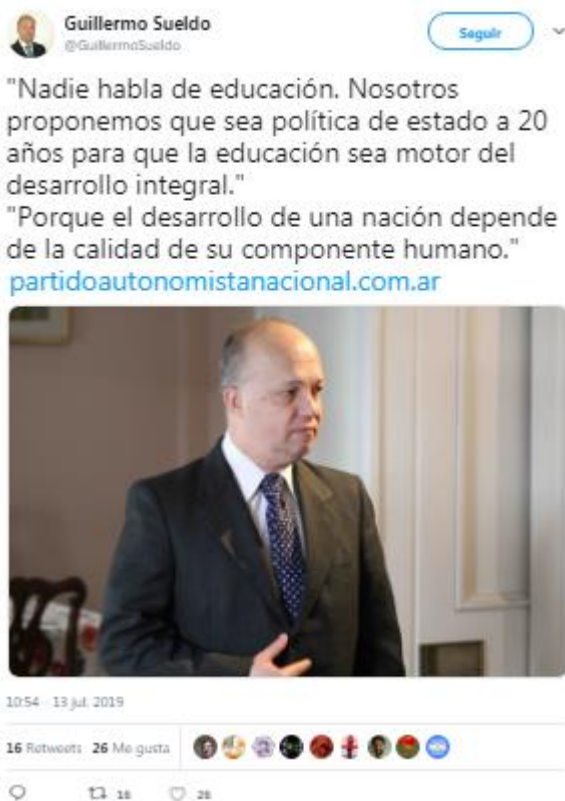 Guillermo Sueldo
@GuillermoSueldo
Seguir
"Nadie habla de educación. Nosotros
proponemos que sea política de estado a 20
años para que la educación sea motor del
desarrollo integral."
"Porque el desarrollo de una nación depende
de la calidad de su componente humano."
partidoautonomistanacional.com.ar
10:54 - 13 jul. 2019
16 Retweets 26 Me gusta
16 26